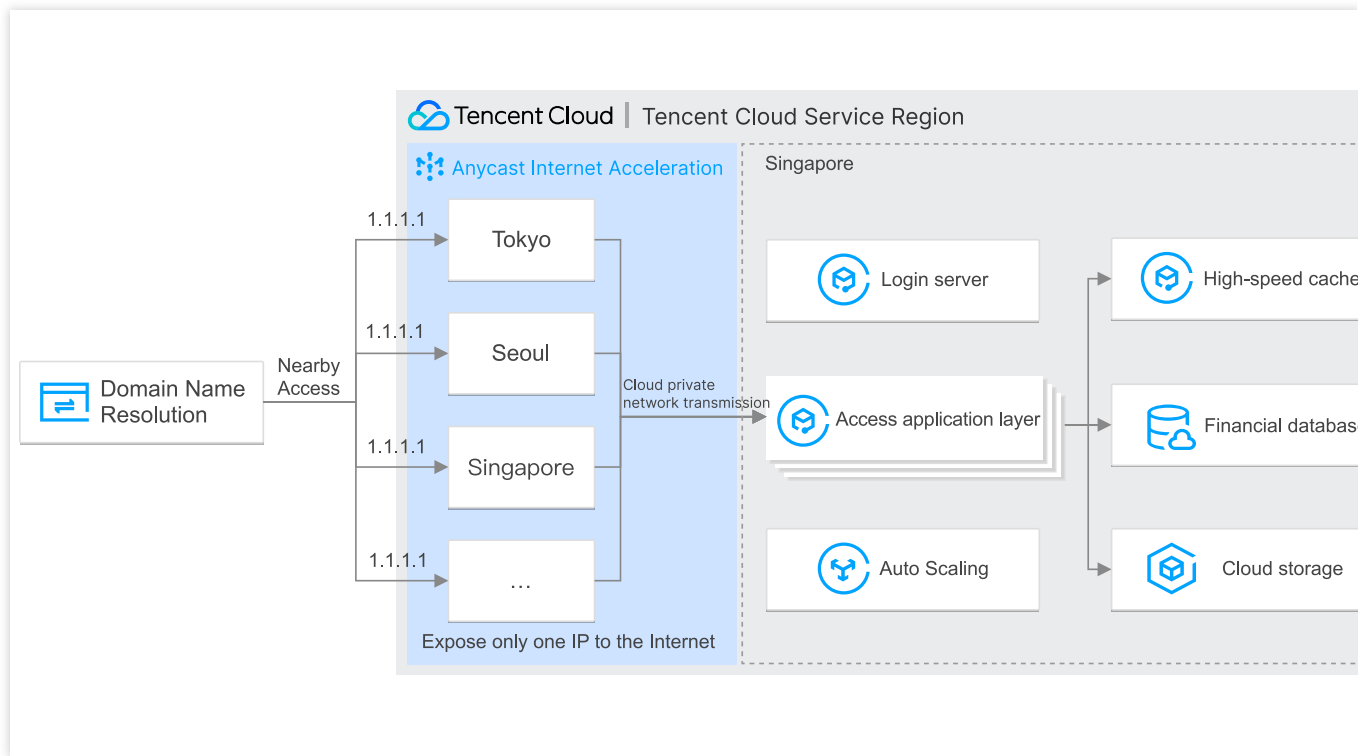 Tencent Cloud | Tencent Cloud Service Region
Anycast Internet Acceleration
Singapore
1.1.1.1
Tokyo
Login server
High-speed cache
1.1.1.1
Seoul
Nearby
Access
Domain Name
Resolution
Cloud private
network transmission
Access application layer
Financial databas
1.1.1.1
Singapore
1.1.1.1
...
Auto Scaling
Cloud storage
Expose only one IP to the Internet